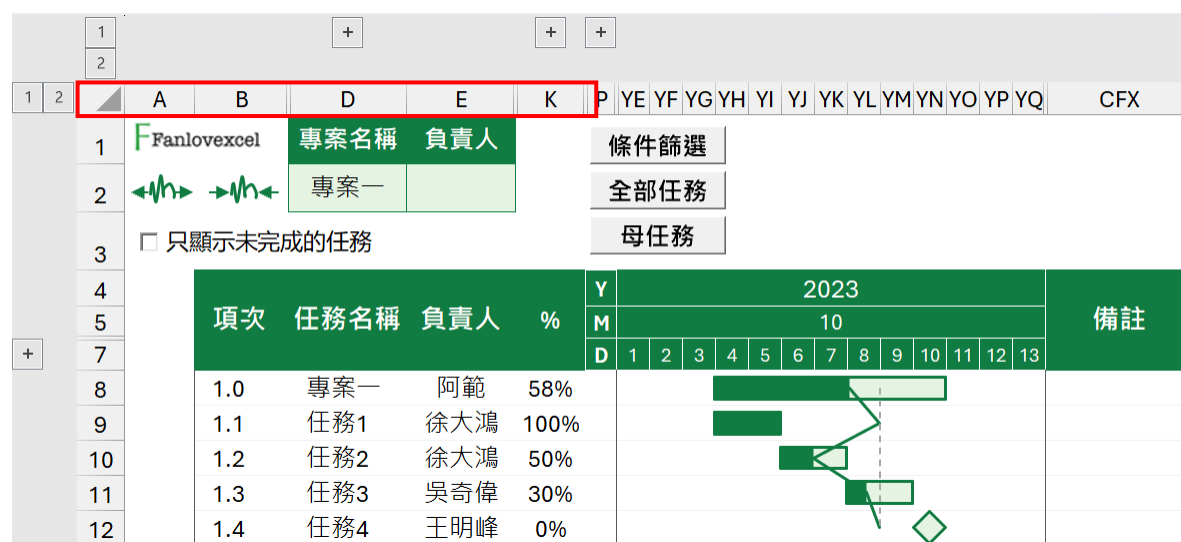 1 + + +
2
1 2 A B D E K P YE YF YG YH YI YJ YK YL YM YN YO YP YQ CFX
1 Fanlovexcel 專案名稱 負責人 條件篩選
2 專案一 全部任務
3 只顯示未完成的任務 母任務
4 Y 2023
5 項次 任務名稱 負責人 % M 10 備註
+ 7 D 1 2 3 4 5 6 7 8 9 10 11 12 13
8 1.0 專案一 阿範 58%
9 1.1 任務1 徐大鴻 100%
10 1.2 任務2 徐大鴻 50%
11 1.3 任務3 吳奇偉 30%
12 1.4 任務4 王明峰 0%